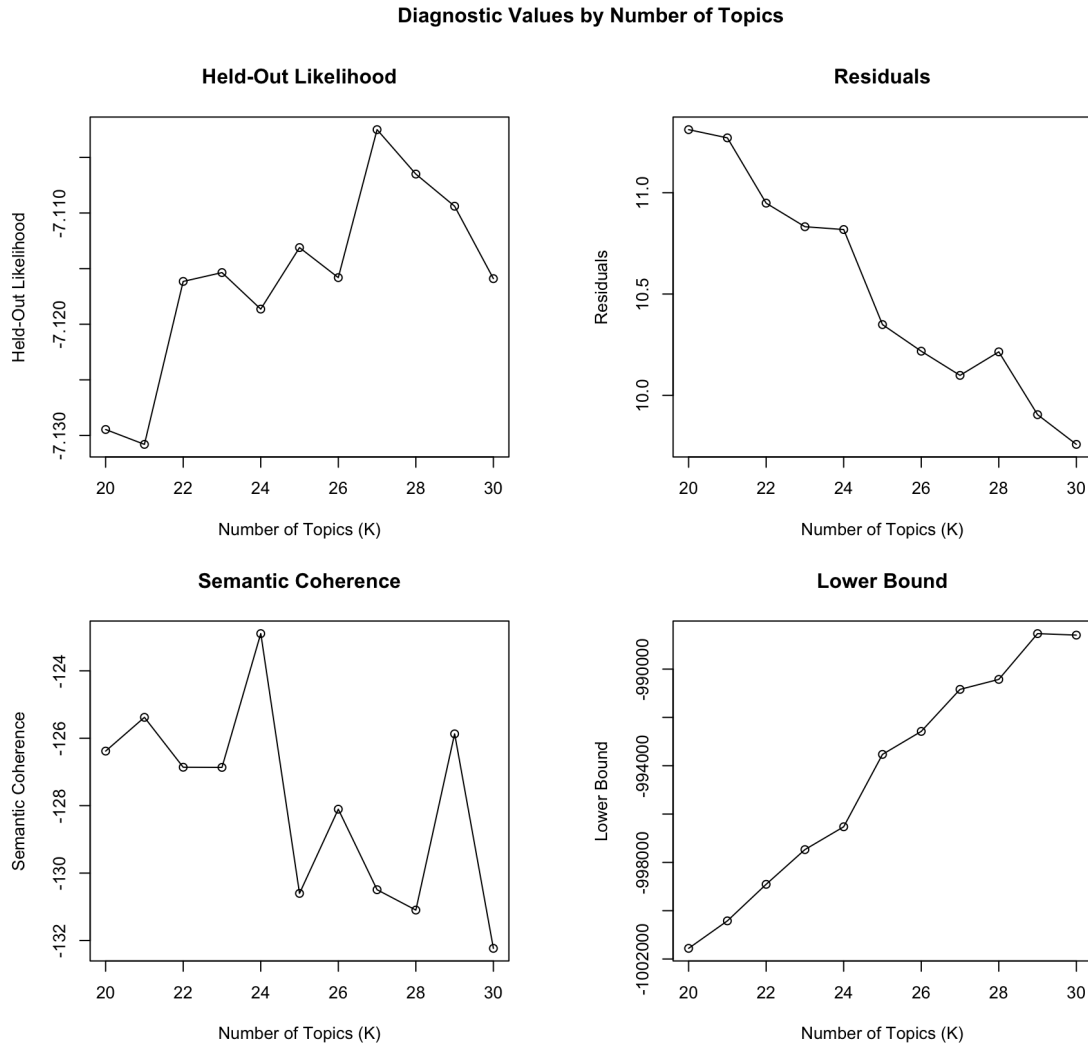 Diagnostic Values by Number of Topics
Held-Out Likelihood
Held-Out Likelihood
-7.110
-7.120
-7.130
20 22 24 26 28 30
Number of Topics (K)
Residuals
Residuals
11.0
10.5
10.0
20 22 24 26 28 30
Number of Topics (K)
Semantic Coherence
Semantic Coherence
-124
-126
-128
-130
-132
20 22 24 26 28 30
Number of Topics (K)
Lower Bound
Lower Bound
-990000
-994000
-998000
-1002000
20 22 24 26 28 30
Number of Topics (K)